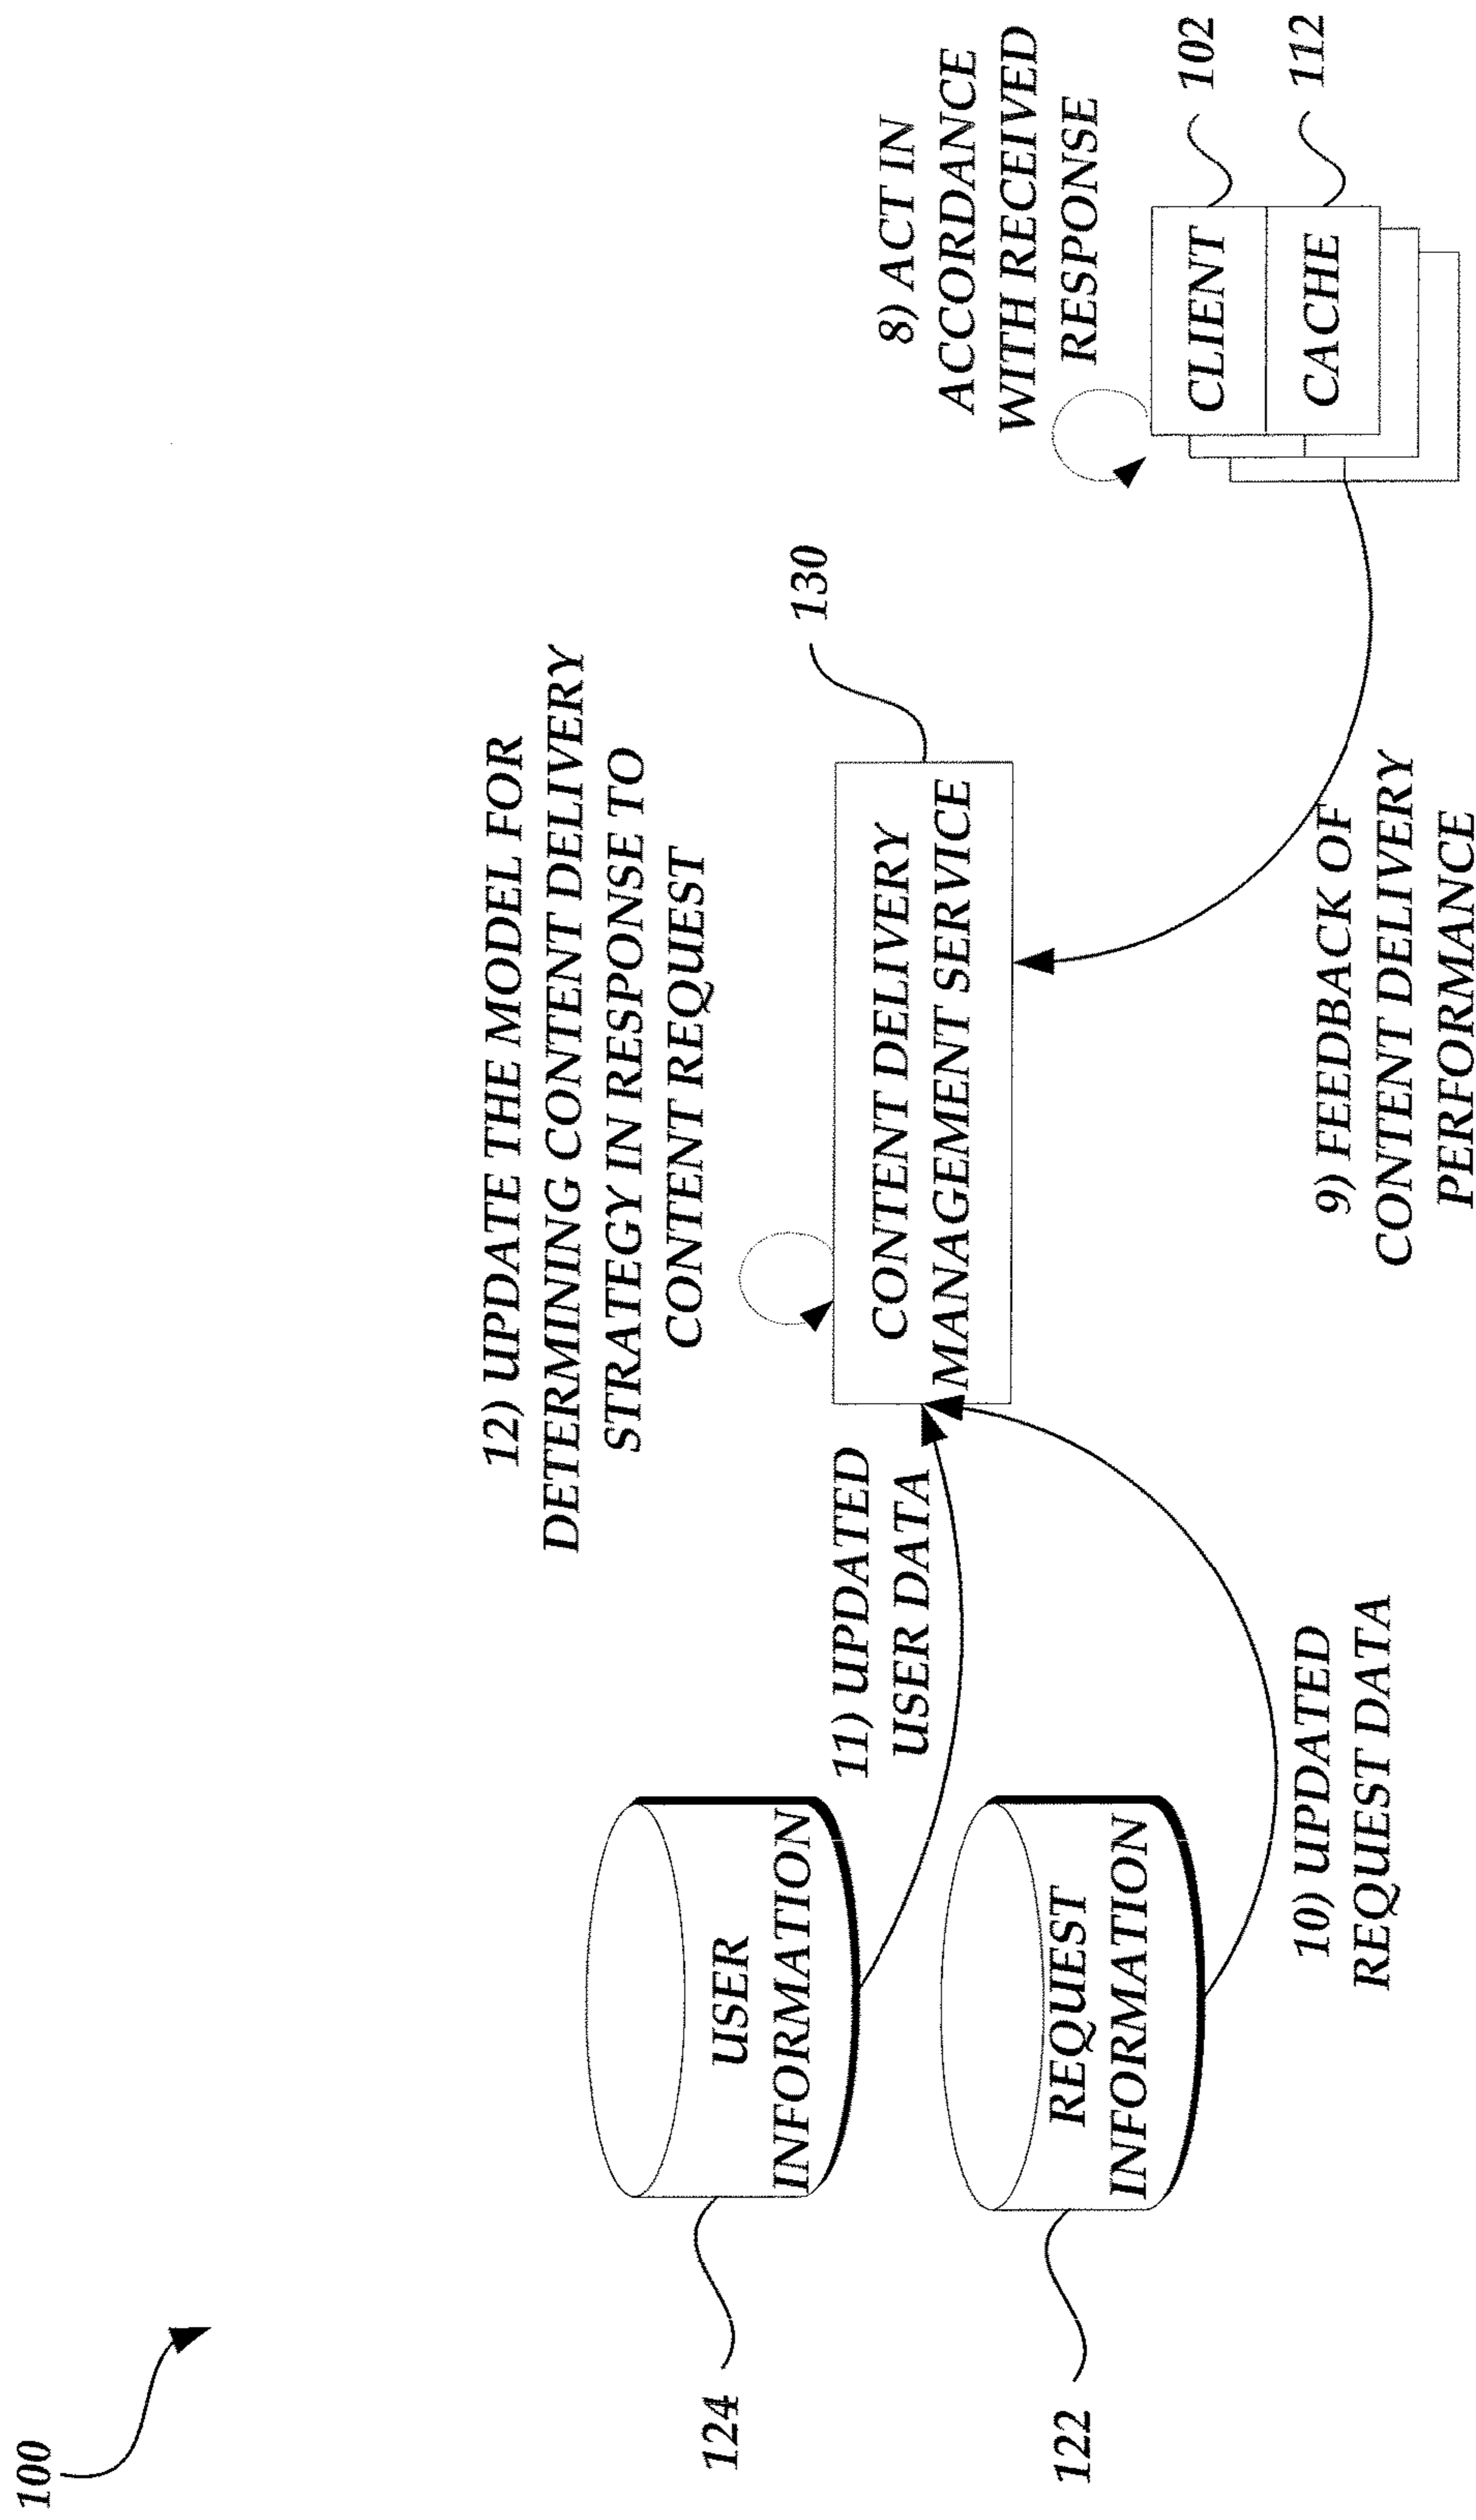 100
12) UPDATE THE MODEL FOR
DETERMINING CONTENT DELIVERY
STRATEGY IN RESPONSE TO
CONTENT REQUEST
124
USER
INFORMATION
11) UPDATED
USER DATA
122
REQUEST
INFORMATION
10) UPDATED
REQUEST DATA
CONTENT DELIVERY
MANAGEMENT SERVICE
130
9) FEEDBACK OF
CONTENT DELIVERY
PERFORMANCE
8) ACT IN
ACCORDANCE
WITH RECEIVED
RESPONSE
CLIENT
102
CACHE
112